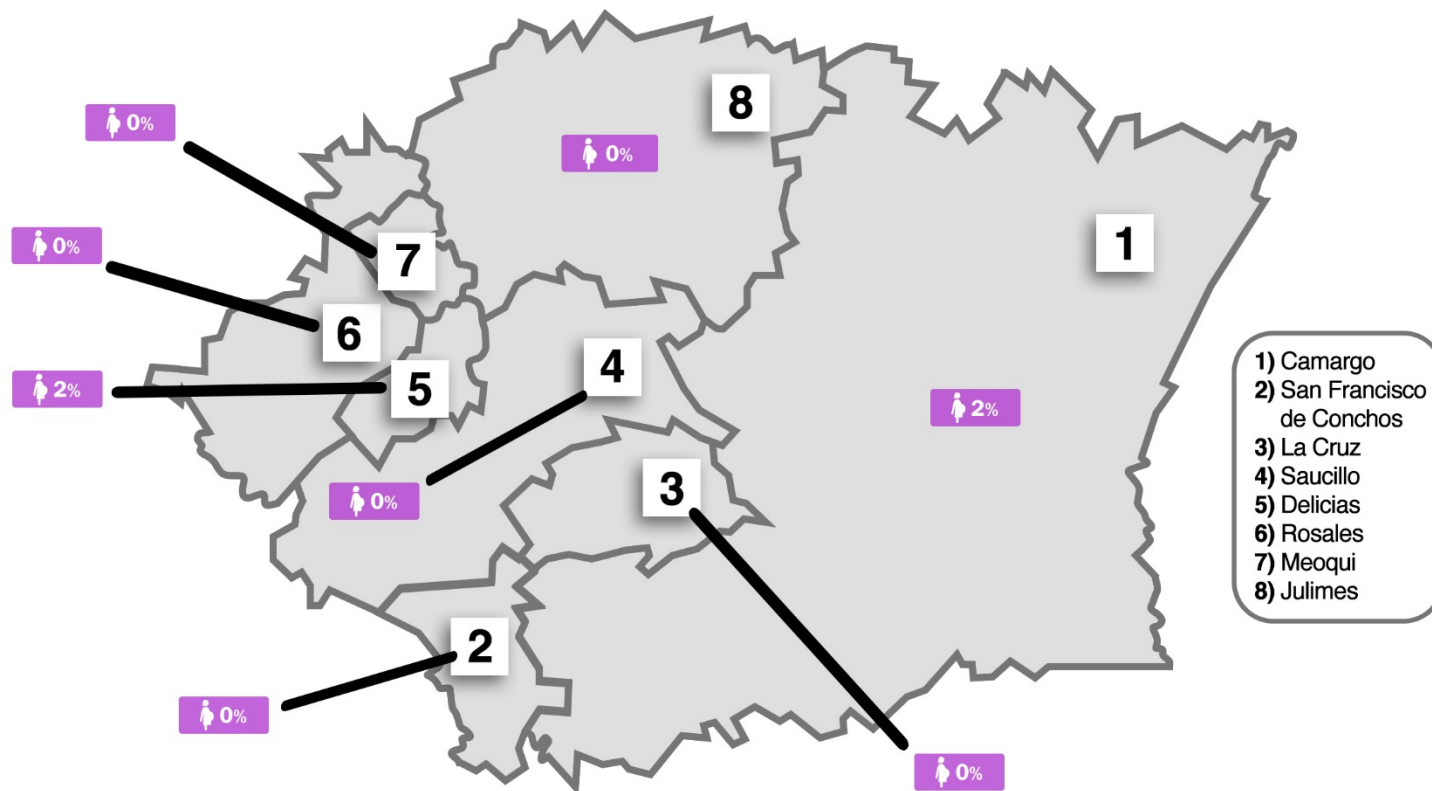 8
0%
0%
7
1
0%
6
4
5
2%
2%
3
0%
2
0%
0%
1) Camargo
2) San Francisco
de Conchos
3) La Cruz
4) Saucillo
5) Delicias
6) Rosales
7) Meoqui
8) Julimes